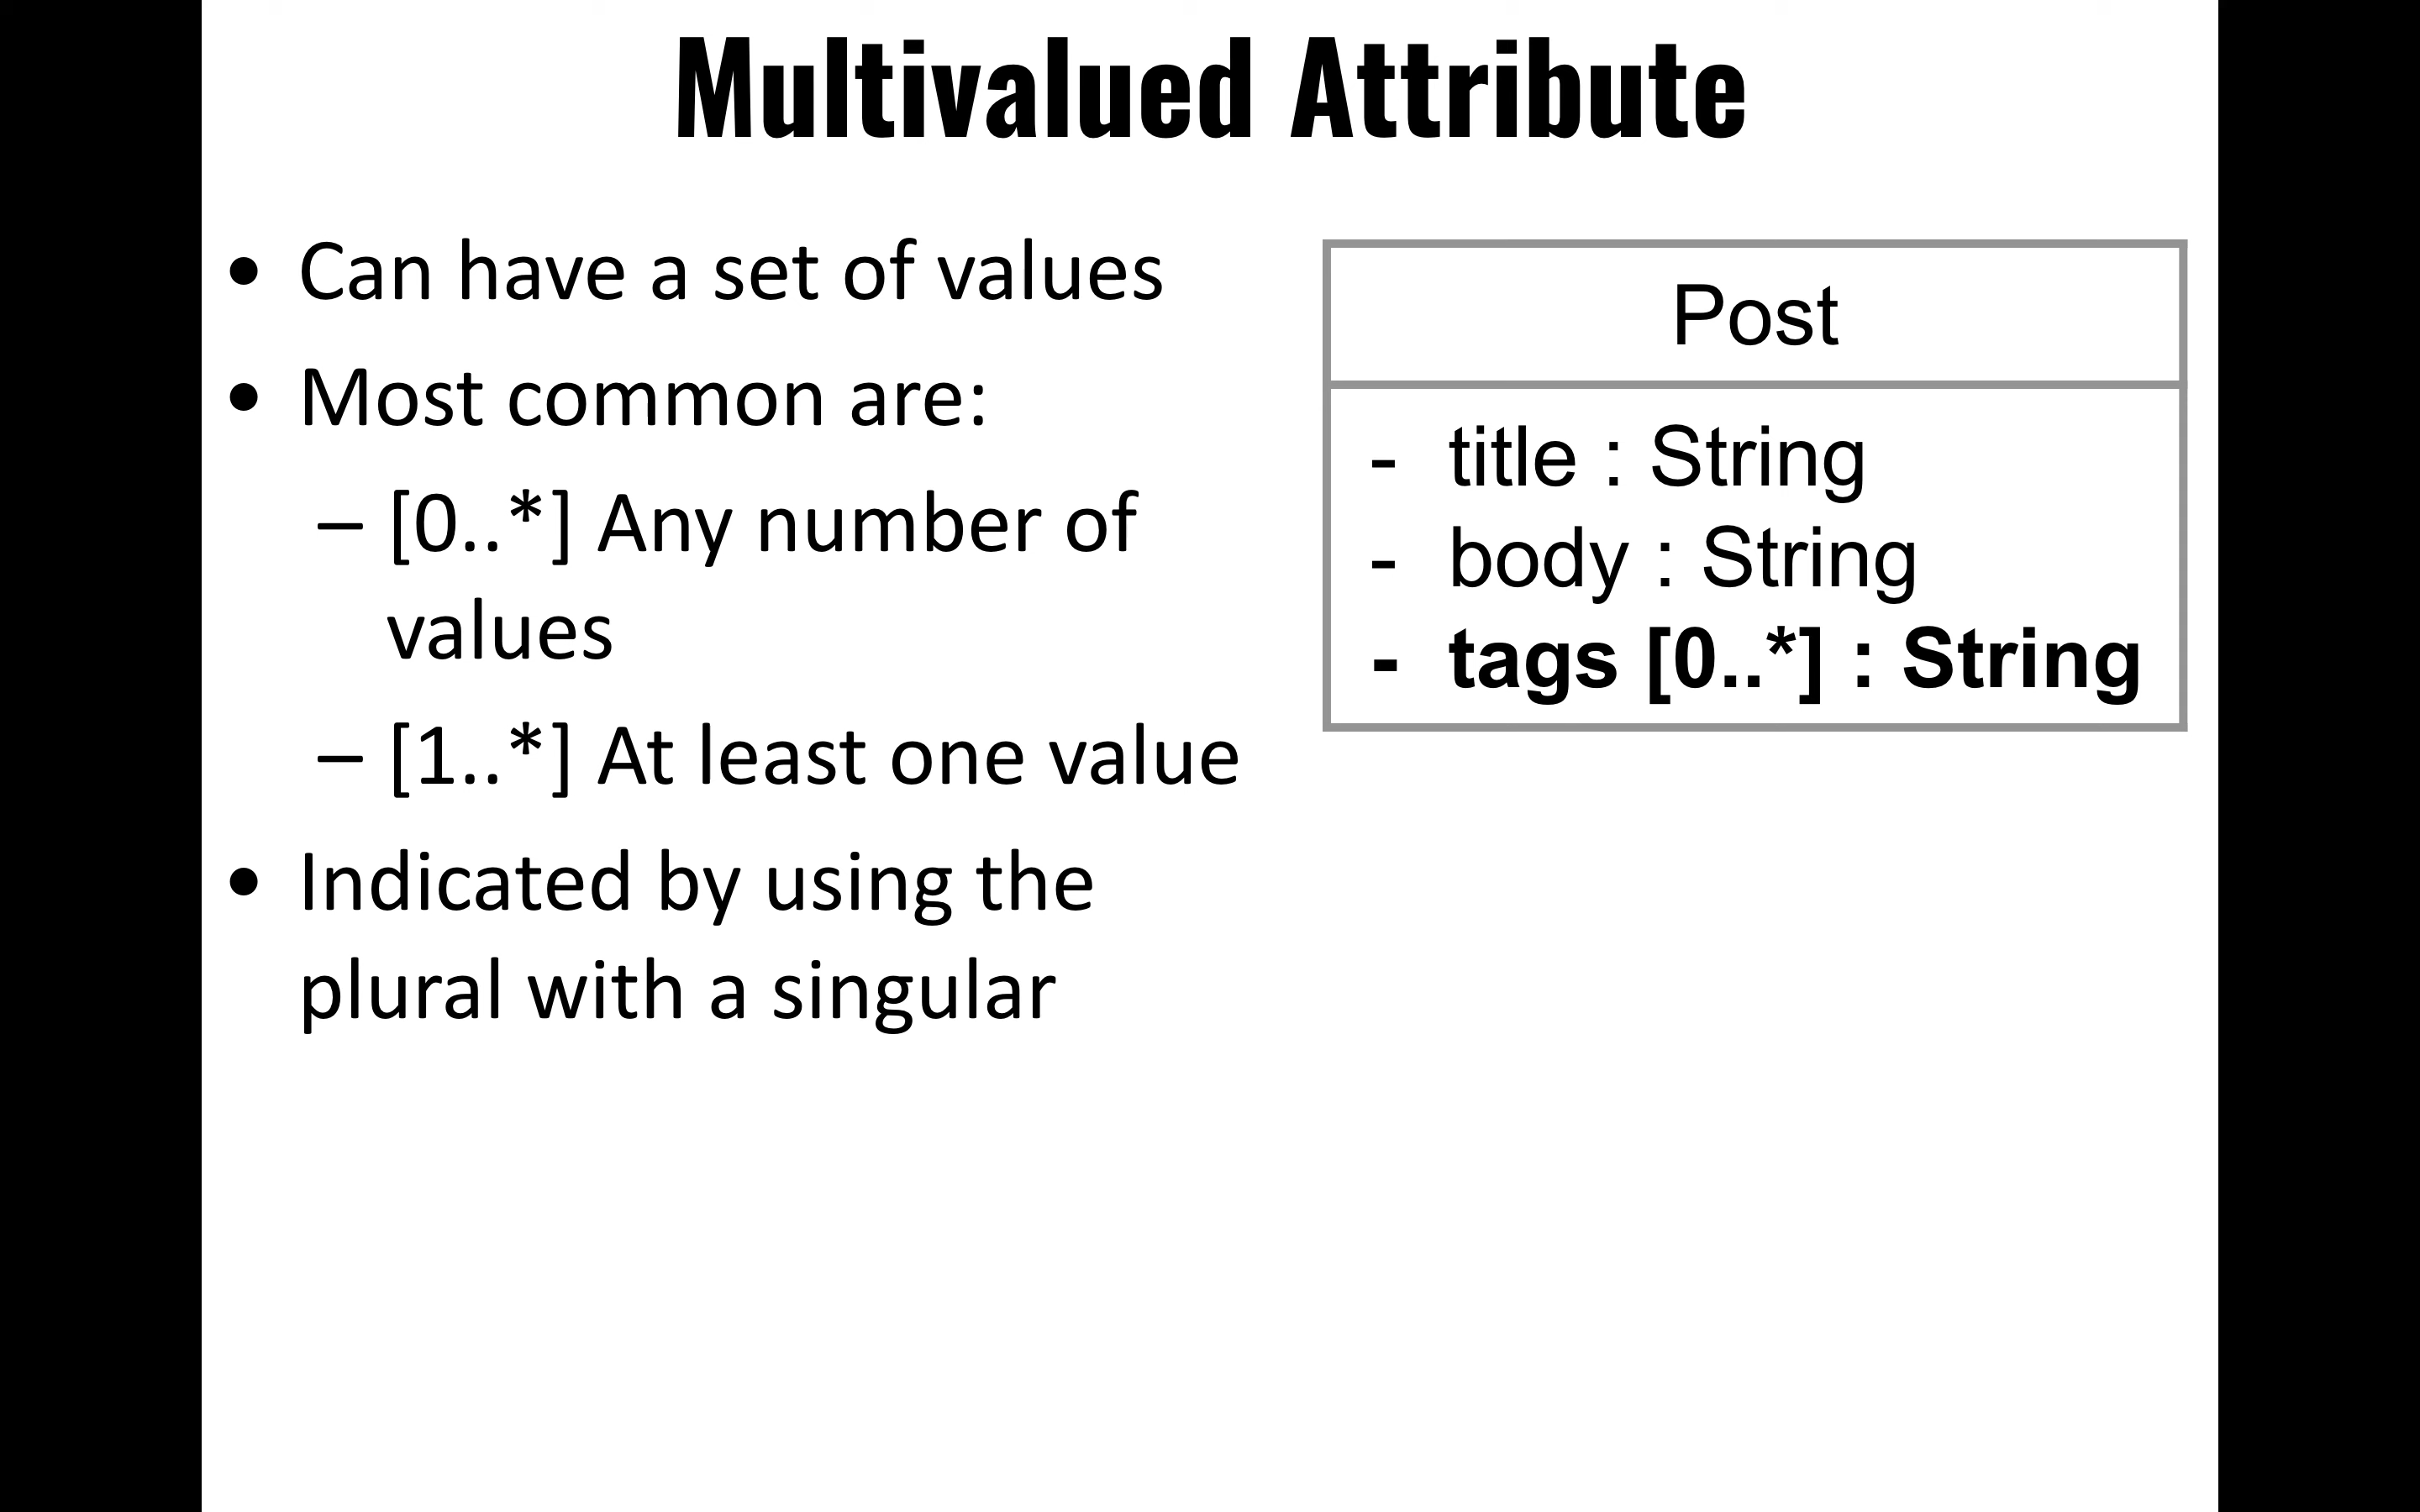 Multivalued Attribute
• Can have a set of values
• Most common are:
– [0..*] Any number of
values
– [1..*] At least one value
• Indicated by using the
plural with a singular
Post
- title : String
- body : String
- tags [0..*] : String